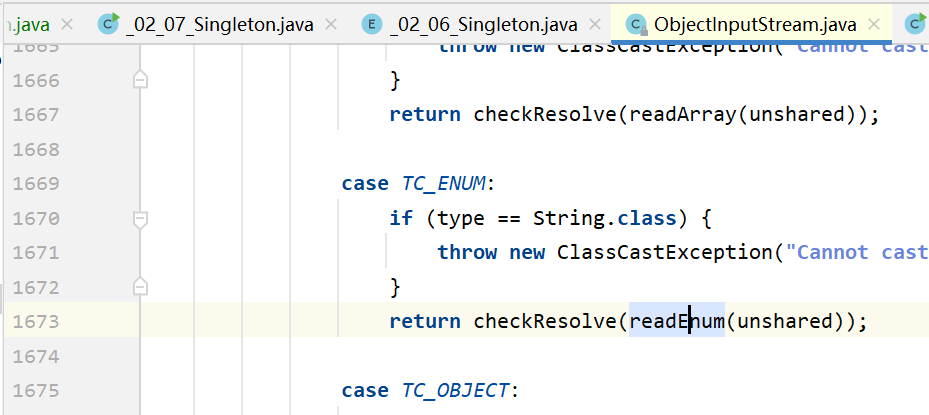 .java
C _02_07_Singleton.java
E _02_06_Singleton.java
C ObjectInputStream.java
C
1665 throw new ClassCastException("Cannot cast
1666 }
1667 return checkResolve(readArray(unshared));
1668
1669 case TC_ENUM:
1670 if (type == String.class) {
1671 throw new ClassCastException("Cannot cast
1672 }
1673 return checkResolve(readEnum(unshared));
1674
1675 case TC_OBJECT: